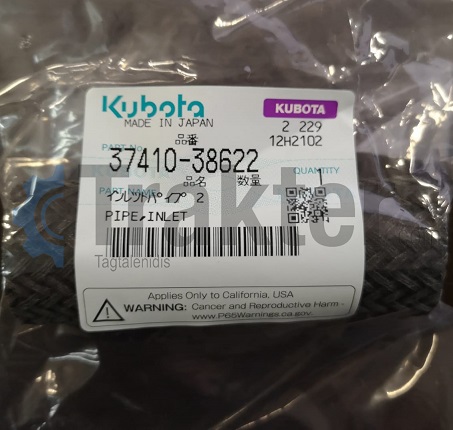 Kubota
KUBOTA
MADE IN JAPAN
2 229
12H2102
品番
PART No.
37410-38622
品名 数量
QUANTITY
PART NAME
1
インレットパイプ 2
PIPE,INLET
Trakte
Tagtalenidis
Applies Only to California, USA
WARNING: Cancer and Reproductive Harm -
www.P65Warnings.ca.gov.